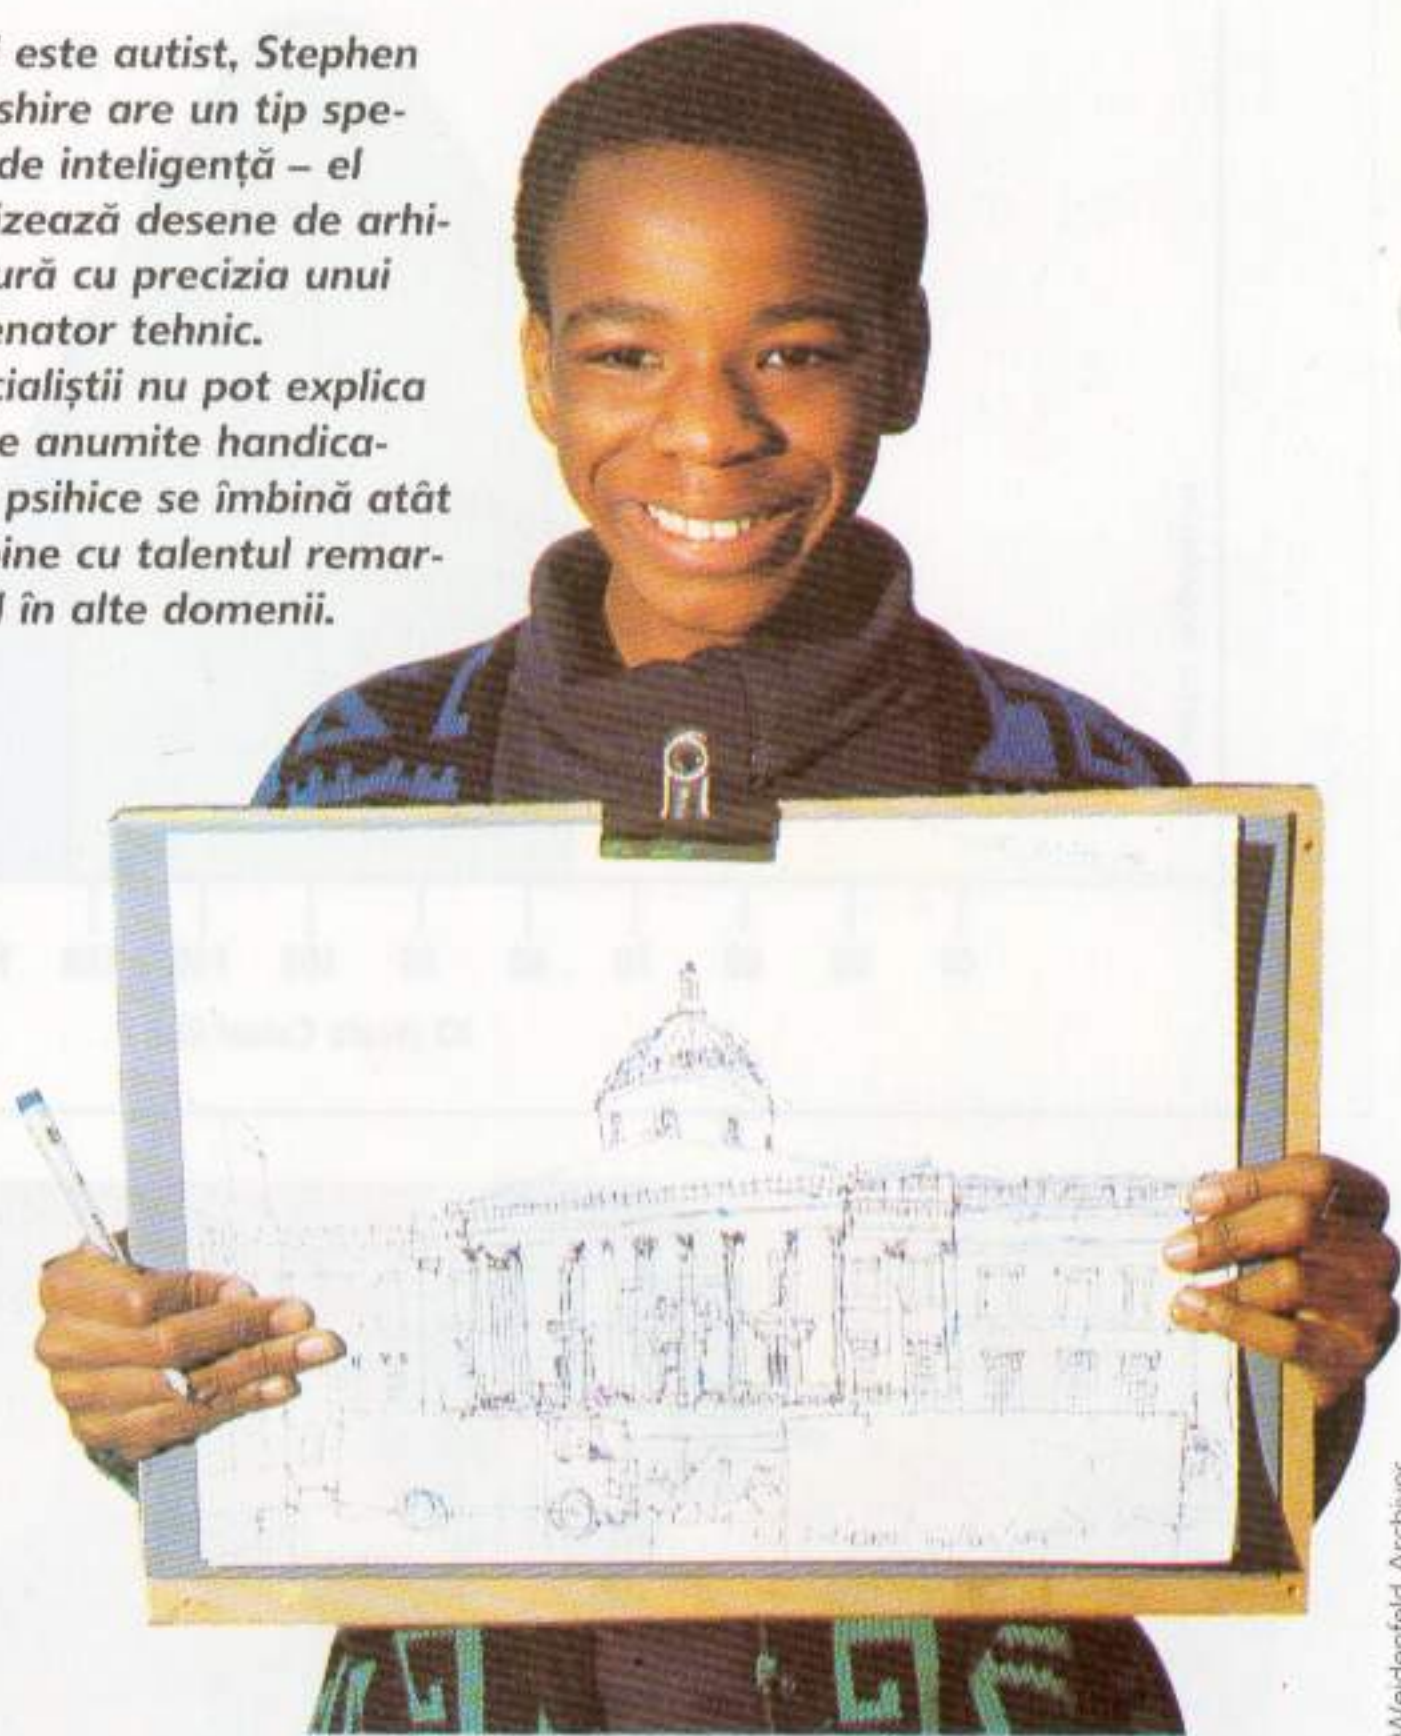 este autist, Stephen
shire are un tip spe-
de inteligență – el
izează desene de arhi-
ură cu precizia unui
enator tehnic.
cialiștii nu pot explica
e anumite handica-
psihice se îmbină atât
ine cu talentul remar-
l în alte domenii.
Weidenfeld Archives